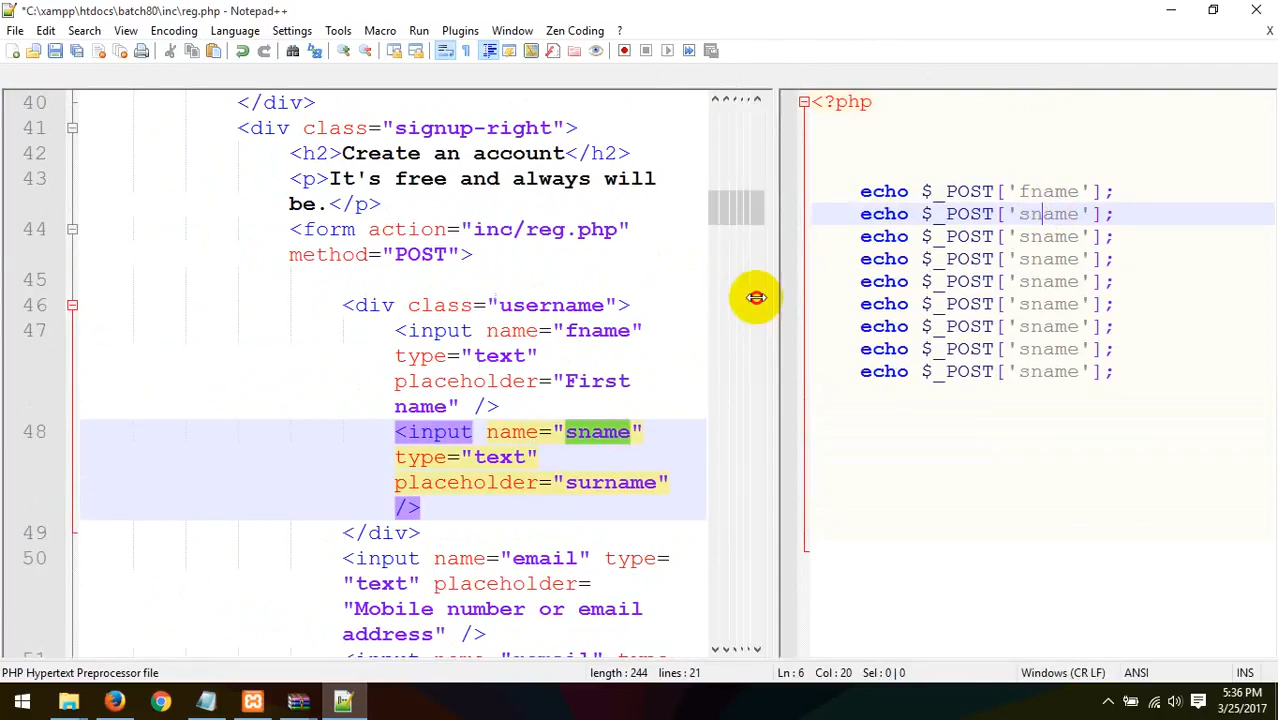 *C:\xampp\htdocs\batch80\inc\reg.php - Notepad++
File Edit Search View Encoding Language Settings Tools Macro Run Plugins Window Zen Coding ?
X
40 </div>
41 <div class="signup-right">
42 <h2>Create an account</h2>
43 <p>It's free and always will
be.</p>
44 <form action="inc/reg.php"
method="POST">
45
46 <div class="username">
47 <input name="fname"
type="text"
placeholder="First
name" />
48 <input name="sname"
type="text"
placeholder="surname"
/>
49 </div>
50 <input name="email" type=
"text" placeholder=
"Mobile number or email
address" />
<?php
echo $_POST['fname'];
echo $_POST['sname'];
echo $_POST['sname'];
echo $_POST['sname'];
echo $_POST['sname'];
echo $_POST['sname'];
echo $_POST['sname'];
echo $_POST['sname'];
echo $_POST['sname'];
PHP Hypertext Preprocessor file length : 244 lines : 21 Ln : 6 Col : 20 Sel : 0 | 0 Windows (CR LF) ANSI INS
5:36 PM
3/25/2017